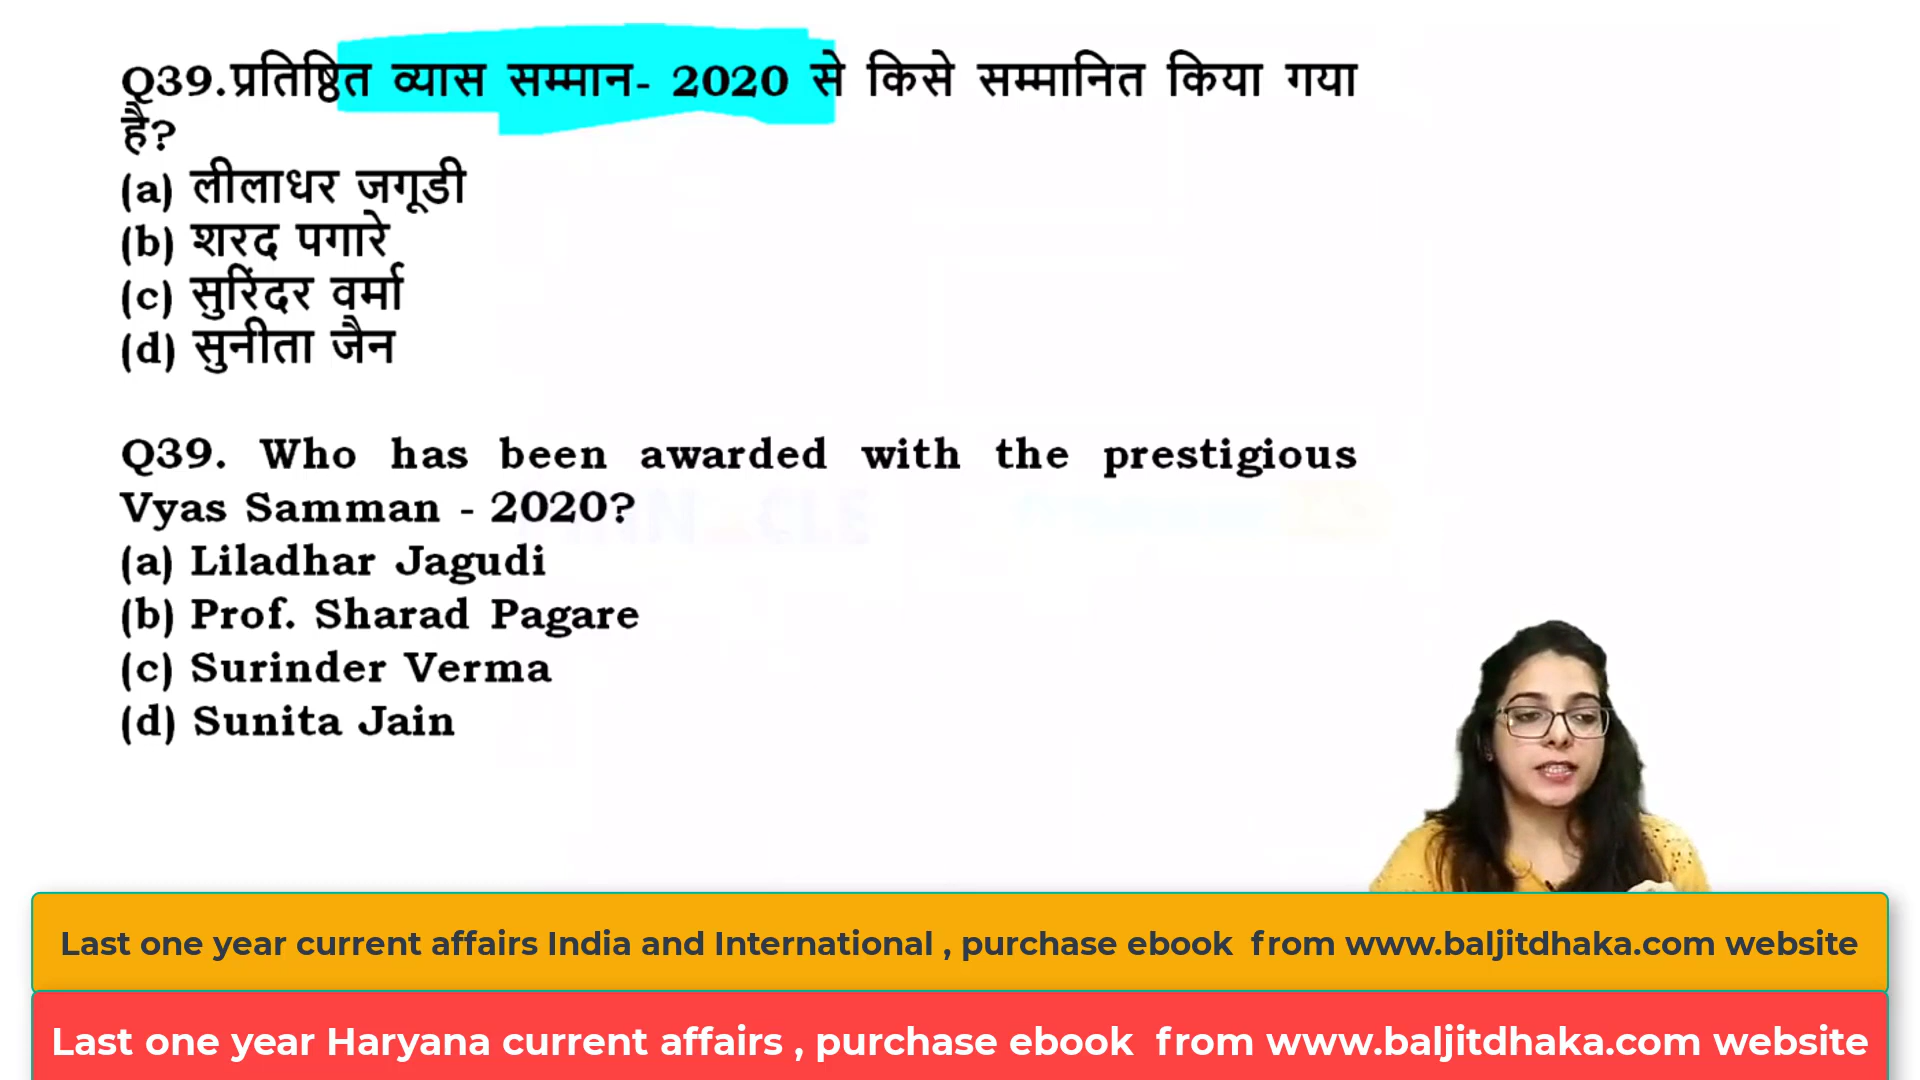 Q39.प्रतिष्ठित व्यास सम्मान- 2020 से किसे सम्मानित किया गया
है?
(a) लीलाधर जगूडी
(b) शरद पगारे
(c) सुरिंदर वर्मा
(d) सुनीता जैन
Q39. Who has been awarded with the prestigious
Vyas Samman - 2020?
(a) Liladhar Jagudi
(b) Prof. Sharad Pagare
(c) Surinder Verma
(d) Sunita Jain
Last one year current affairs India and International , purchase ebook from www.baljitdhaka.com website
Last one year Haryana current affairs , purchase ebook from www.baljitdhaka.com website